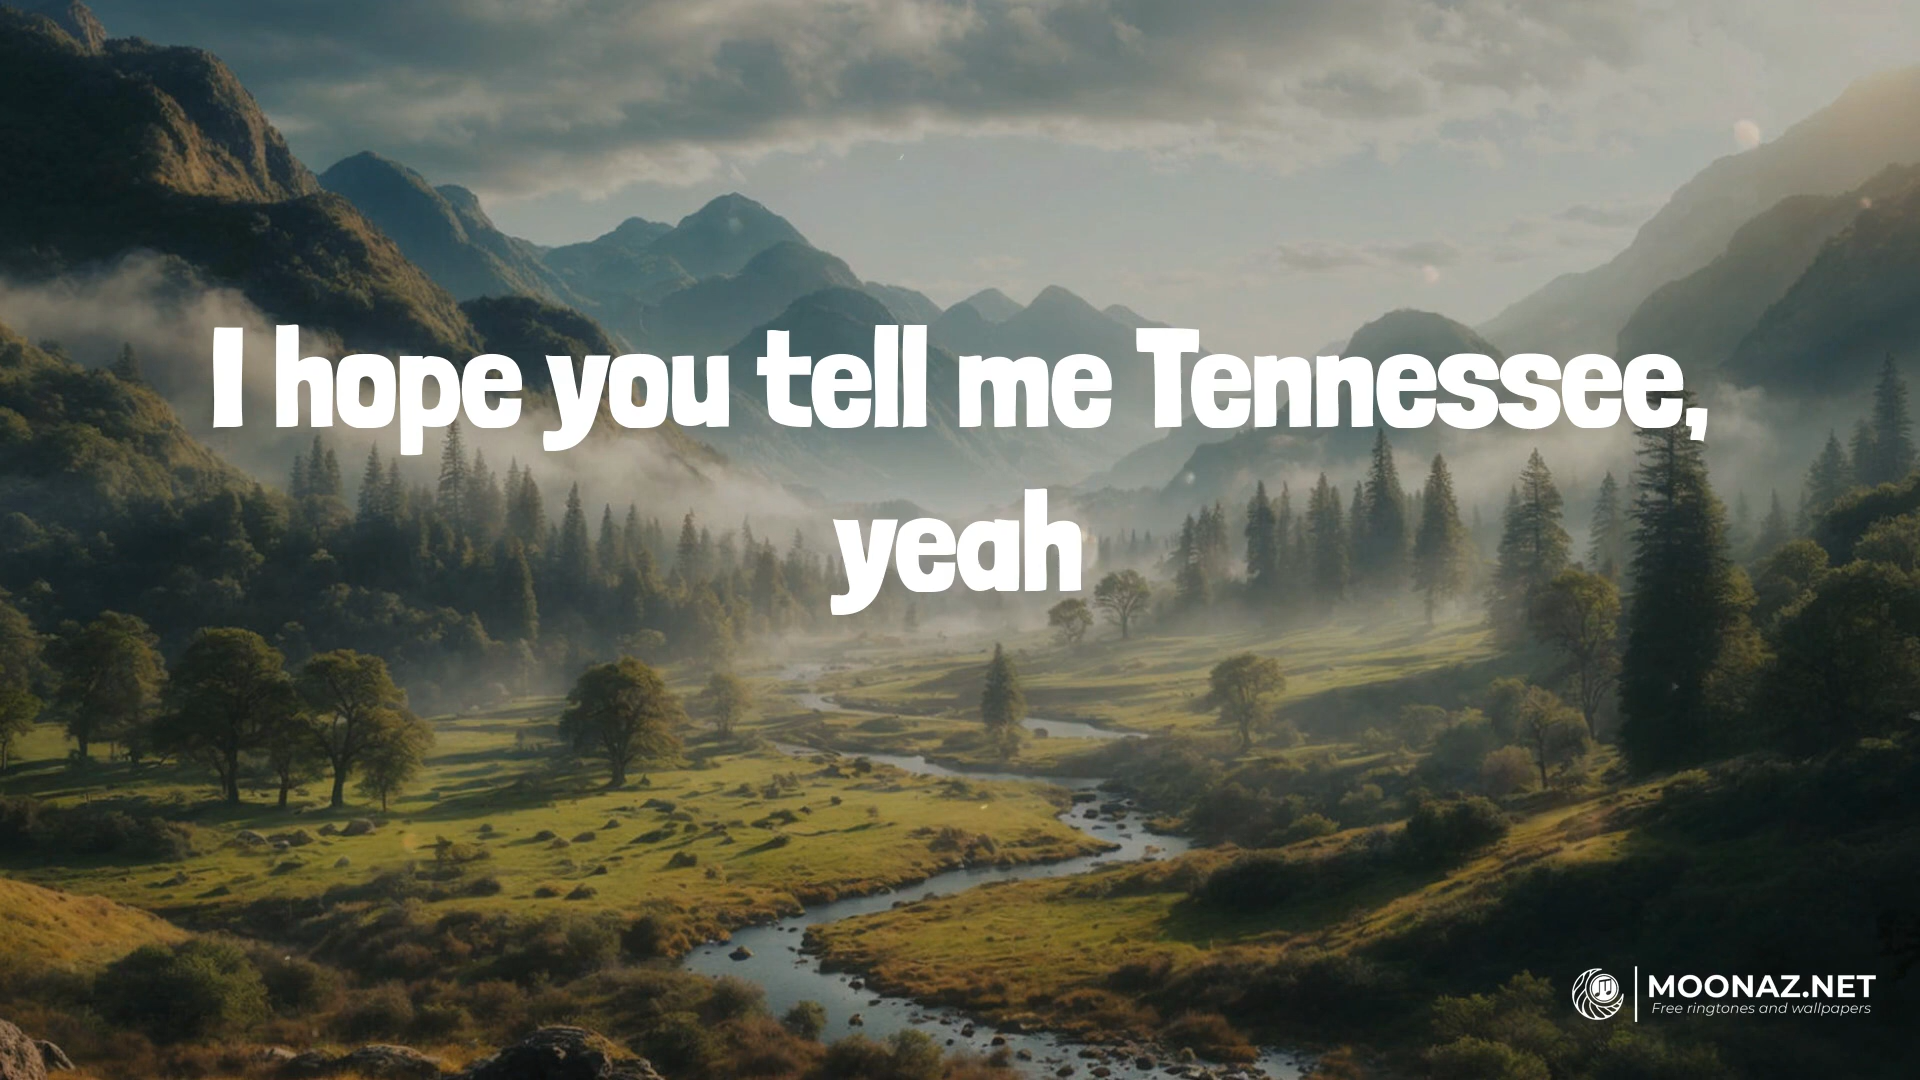 I hope you tell me Tennessee,
yeah
MOONAZ.NET
Free ringtones and wallpapers